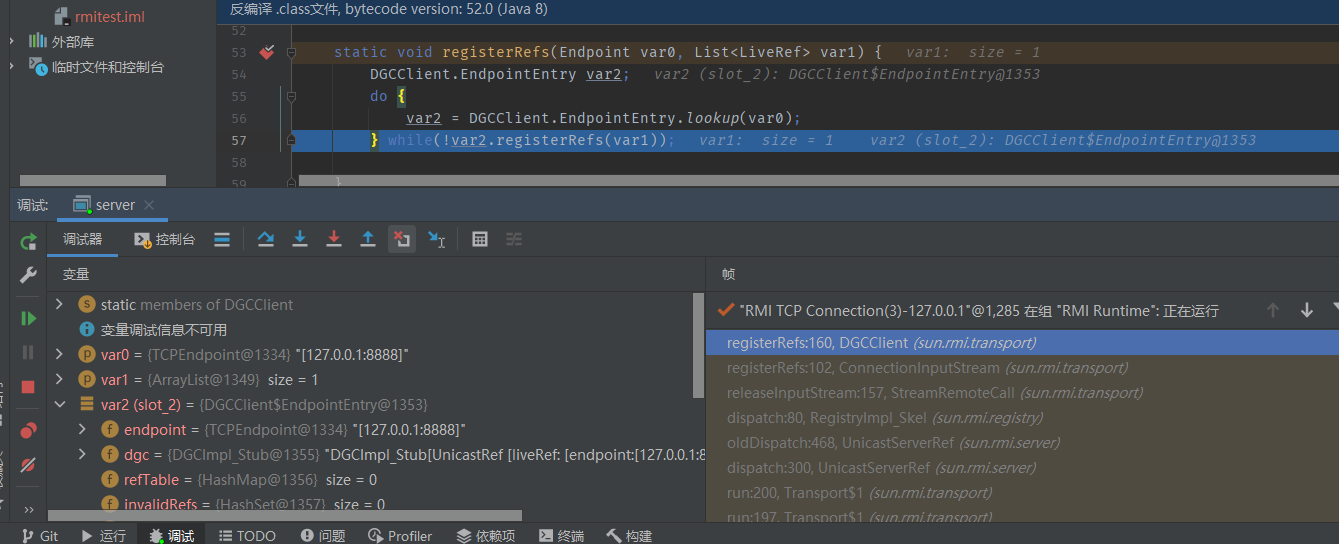 rmitest.iml
外部库
临时文件和控制台
反编译 .class文件, bytecode version: 52.0 (Java 8)
52
53 static void registerRefs(Endpoint var0, List<LiveRef> var1) { var1: size = 1
54 DGCClient.EndpointEntry var2; var2 (slot_2): DGCClient$EndpointEntry@1353
55 do {
56 var2 = DGCClient.EndpointEntry.lookup(var0);
57 } while(!var2.registerRefs(var1)); var1: size = 1 var2 (slot_2): DGCClient$EndpointEntry@1353
58
59 }
调试: server
调试器 控制台
变量
static members of DGCClient
变量调试信息不可用
var0 = {TCPEndpoint@1334} "[127.0.0.1:8888]"
var1 = {ArrayList@1349} size = 1
var2 (slot_2) = {DGCClient$EndpointEntry@1353}
endpoint = {TCPEndpoint@1334} "[127.0.0.1:8888]"
dgc = {DGCImpl_Stub@1355} "DGCImpl_Stub[UnicastRef [liveRef: [endpoint:[127.0.0.1:8
refTable = {HashMap@1356} size = 0
invalidRefs = {HashSet@1357} size = 0
帧
"RMI TCP Connection(3)-127.0.0.1"@1,285 在组 "RMI Runtime": 正在运行
registerRefs:160, DGCClient (sun.rmi.transport)
registerRefs:102, ConnectionInputStream (sun.rmi.transport)
releaseInputStream:157, StreamRemoteCall (sun.rmi.transport)
dispatch:80, RegistryImpl_Skel (sun.rmi.registry)
oldDispatch:468, UnicastServerRef (sun.rmi.server)
dispatch:300, UnicastServerRef (sun.rmi.server)
run:200, Transport$1 (sun.rmi.transport)
run:197, Transport$1 (sun.rmi.transport)
Git 运行 调试 TODO 问题 Profiler 依赖项 终端 构建